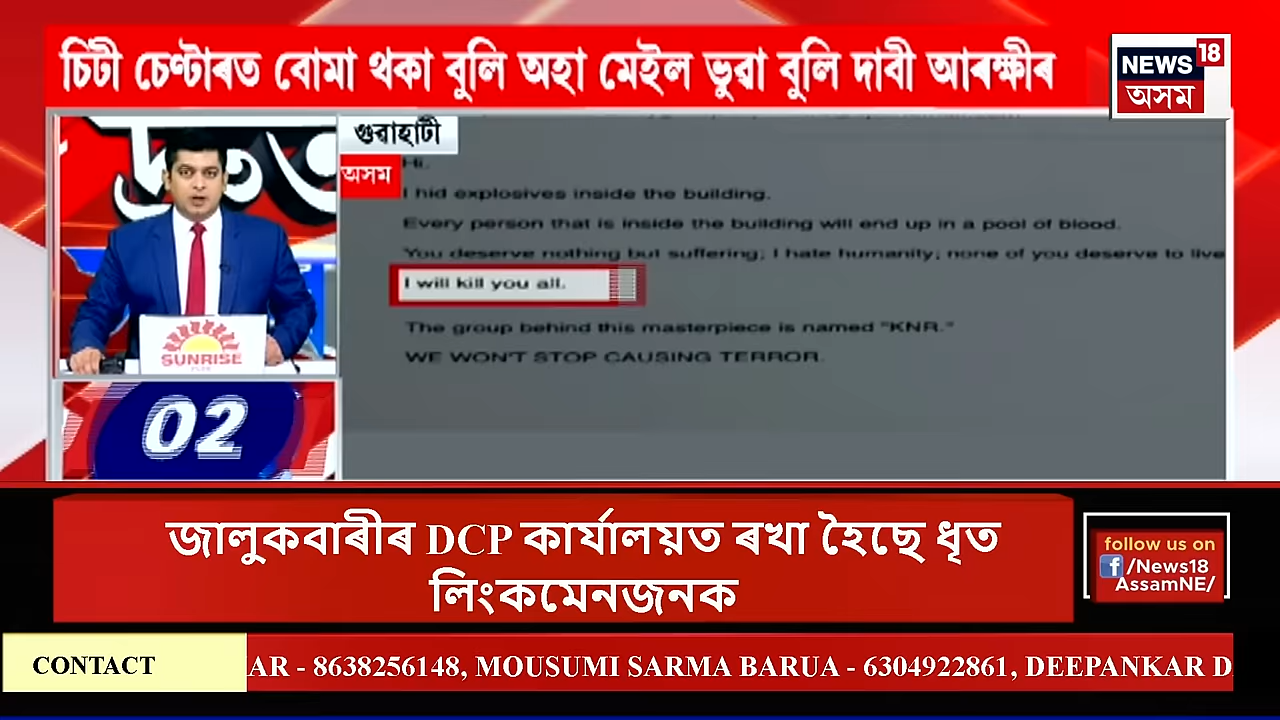 চিটী চেণ্টাৰত বোমা থকা বুলি অহা মেইল ভুৱা বুলি দাবী আৰক্ষীৰ
NEWS 18
অসম
গুৱাহাটী
অসম
Hi.
I hid explosives inside the building.
Every person that is inside the building will end up in a pool of blood.
You deserve nothing but suffering; I hate humanity; none of you deserve to live
I will kill you all.
The group behind this masterpiece is named "KNR."
WE WON'T STOP CAUSING TERROR.
SUNRISE
02
জালুকবাৰীৰ DCP কাৰ্যালয়ত ৰখা হৈছে ধৃত
লিংকমেনজনক
follow us on
f/News18
AssamNE/
CONTACT
AR - 8638256148, MOUSUMI SARMA BARUA - 6304922861, DEEPANKAR D